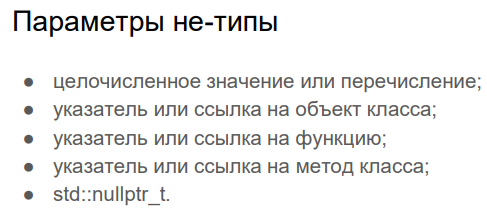 Параметры не-типы
● целочисленное значение или перечисление;
● указатель или ссылка на объект класса;
● указатель или ссылка на функцию;
● указатель или ссылка на метод класса;
● std::nullptr_t.